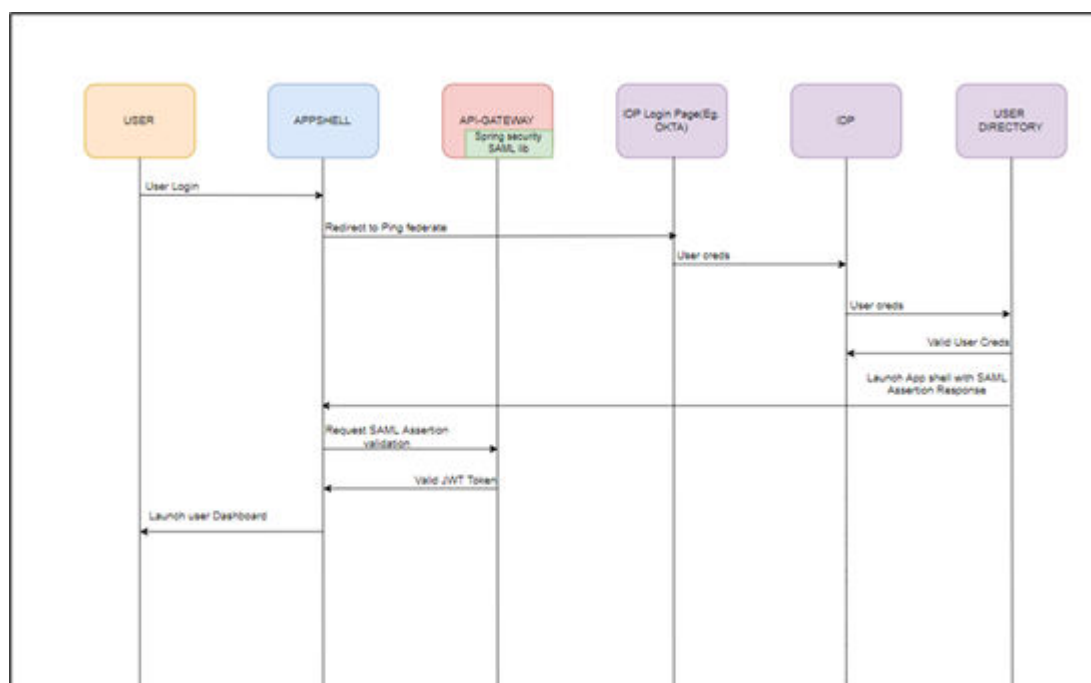 USER
APPSHELL
API-GATEWAY
Spring security
SAML lib
IDP Login Page(Eg.
OKTA)
IDP
USER
DIRECTORY
User Login
Redirect to Ping federate
User creds
User creds
Valid User Creds
Launch App shell with SAML
Assertion Response
Request SAML Assertion
validation
Valid JWT Token
Launch user Dashboard